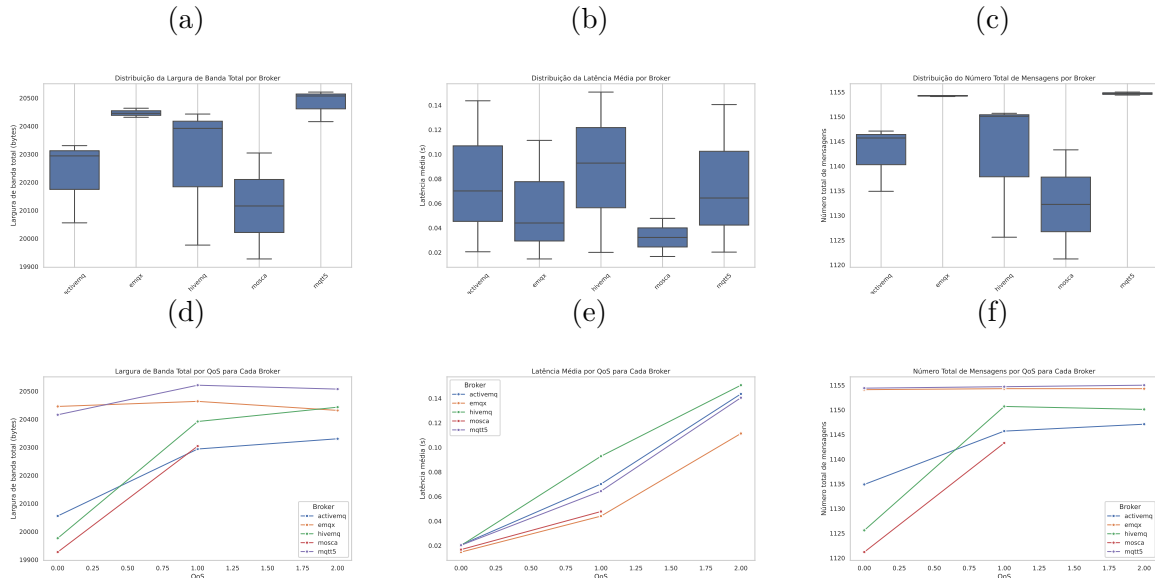 (a)
(b)
(c)
Distribuição da Largura de Banda Total por Broker
Largura de banda total (bytes)
20500
20400
20300
20200
20100
20000
19900
activemq
emqx
hivemq
mosca
mqtt5
Distribuição da Latência Média por Broker
Latência média (s)
0.14
0.12
0.10
0.08
0.06
0.04
0.02
activemq
emqx
hivemq
mosca
mqtt5
Distribuição do Número Total de Mensagens por Broker
Número total de mensagens
1155
1150
1145
1140
1135
1130
1125
1120
activemq
emqx
hivemq
mosca
mqtt5
(d)
(e)
(f)
Largura de Banda Total por QoS para Cada Broker
Largura de banda total (bytes)
20500
20400
20300
20200
20100
20000
19900
Broker
activemq
emqx
hivemq
mosca
mqtt5
0.00 0.25 0.50 0.75 1.00 1.25 1.50 1.75 2.00
QoS
Latência Média por QoS para Cada Broker
Latência média (s)
0.14
0.12
0.10
0.08
0.06
0.04
0.02
Broker
activemq
emqx
hivemq
mosca
mqtt5
0.00 0.25 0.50 0.75 1.00 1.25 1.50 1.75 2.00
QoS
Número Total de Mensagens por QoS para Cada Broker
Número total de mensagens
1155
1150
1145
1140
1135
1130
1125
1120
Broker
activemq
emqx
hivemq
mosca
mqtt5
0.00 0.25 0.50 0.75 1.00 1.25 1.50 1.75 2.00
QoS